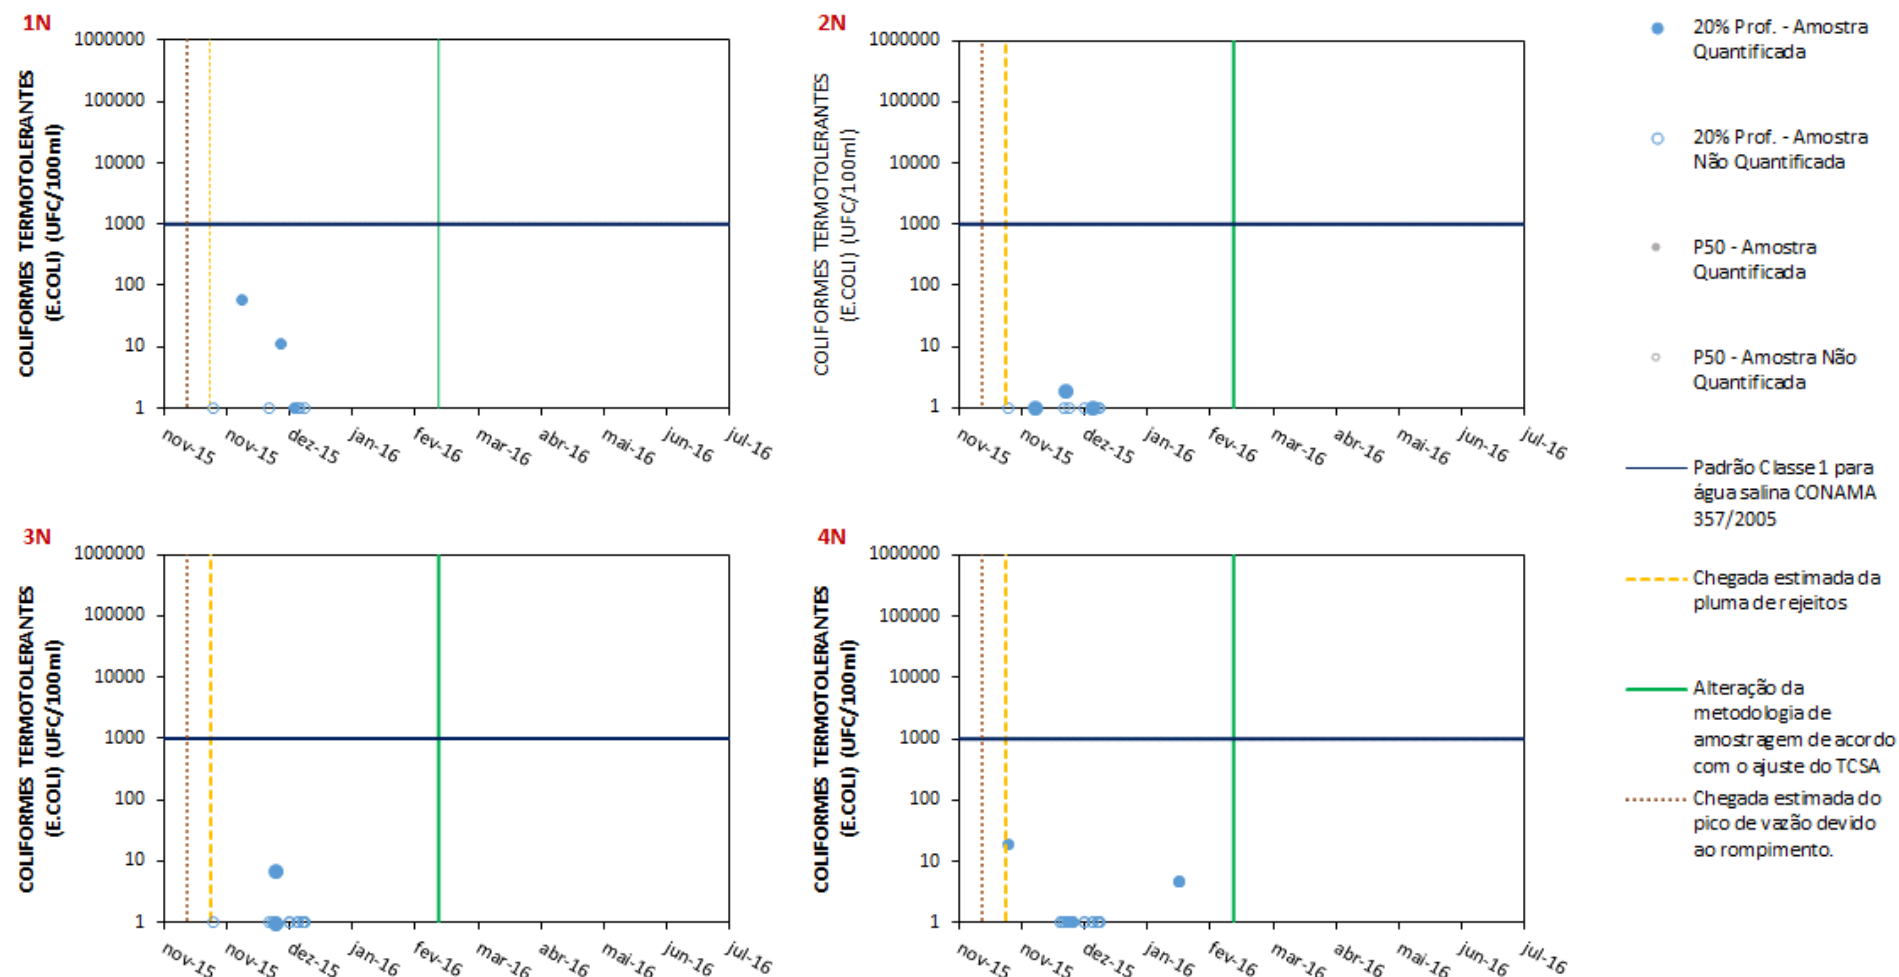 1N
COLIFORMES TERMOTOLERANTES
(E.COLI) (UFC/100ml)
1000000
100000
10000
1000
100
10
1
nov-15
nov-15
dez-15
jan-16
fev-16
mar-16
abr-16
mai-16
jun-16
jul-16
2N
COLIFORMES TERMOTOLERANTES
(E.COLI) (UFC/100ml)
1000000
100000
10000
1000
100
10
1
nov-15
nov-15
dez-15
jan-16
fev-16
mar-16
abr-16
mai-16
jun-16
jul-16
3N
COLIFORMES TERMOTOLERANTES
(E.COLI) (UFC/100ml)
1000000
100000
10000
1000
100
10
1
nov-15
nov-15
dez-15
jan-16
fev-16
mar-16
abr-16
mai-16
jun-16
jul-16
4N
COLIFORMES TERMOTOLERANTES
(E.COLI) (UFC/100ml)
1000000
100000
10000
1000
100
10
1
nov-15
nov-15
dez-15
jan-16
fev-16
mar-16
abr-16
mai-16
jun-16
jul-16
20% Prof. - Amostra
Quantificada
20% Prof. - Amostra
Não Quantificada
P50 - Amostra
Quantificada
P50 - Amostra Não
Quantificada
Padrão Classe 1 para
água salina CONAMA
357/2005
Chegada estimada da
pluma de rejeitos
Alteração da
metodologia de
amostragem de acordo
com o ajuste do TCSA
Chegada estimada do
pico de vazão devido
ao rompimento.